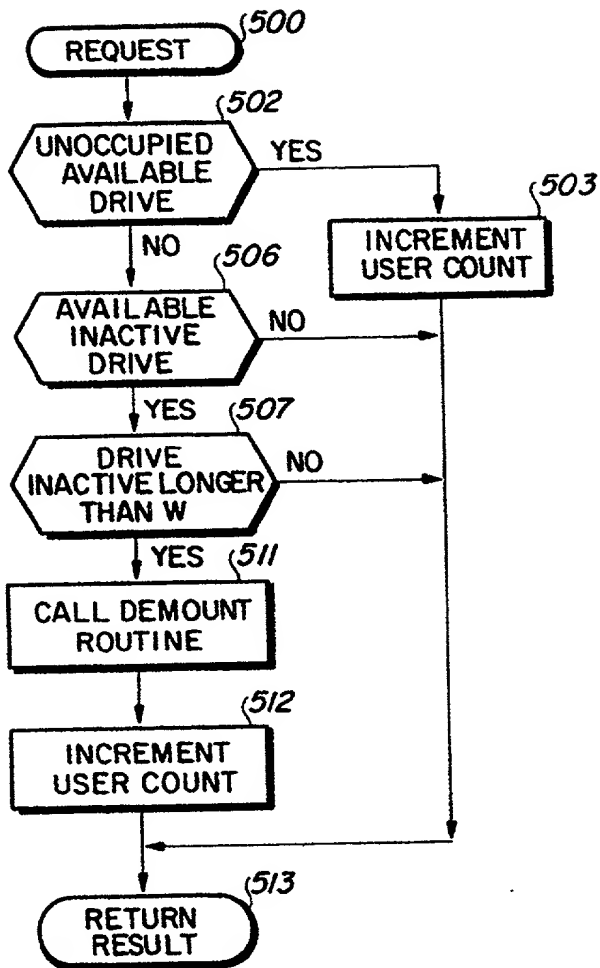 500
REQUEST
502
UNOCCUPIED
AVAILABLE
DRIVE
YES
503
INCREMENT
USER COUNT
NO
506
AVAILABLE
INACTIVE
DRIVE
NO
YES
507
DRIVE
INACTIVE LONGER
THAN W
NO
YES
511
CALL DEMOUNT
ROUTINE
512
INCREMENT
USER COUNT
513
RETURN
RESULT